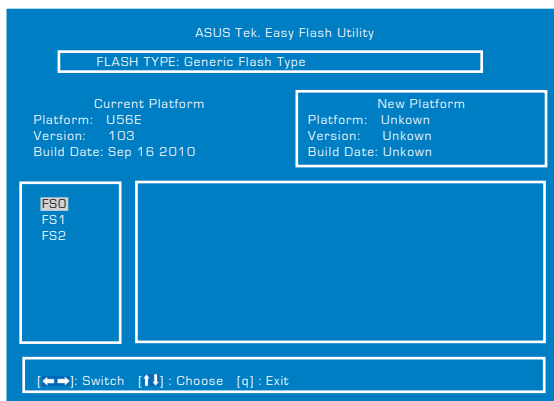 ASUS Tek. Easy Flash Utility
FLASH TYPE: Generic Flash Type
Current Platform
Platform: U56E
Version: 103
Build Date: Sep 16 2010
New Platform
Platform: Unkown
Version: Unkown
Build Date: Unkown
FS0
FS1
FS2
[←→]: Switch [↑↓] : Choose [q] : Exit